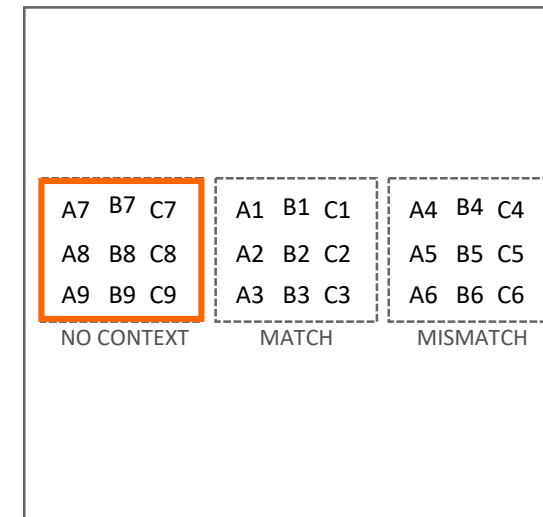 A7 B7 C7 A1 B1 C1 A4 B4 C4
A8 B8 C8 A2 B2 C2 A5 B5 C5
A9 B9 C9 A3 B3 C3 A6 B6 C6
NO CONTEXT MATCH MISMATCH